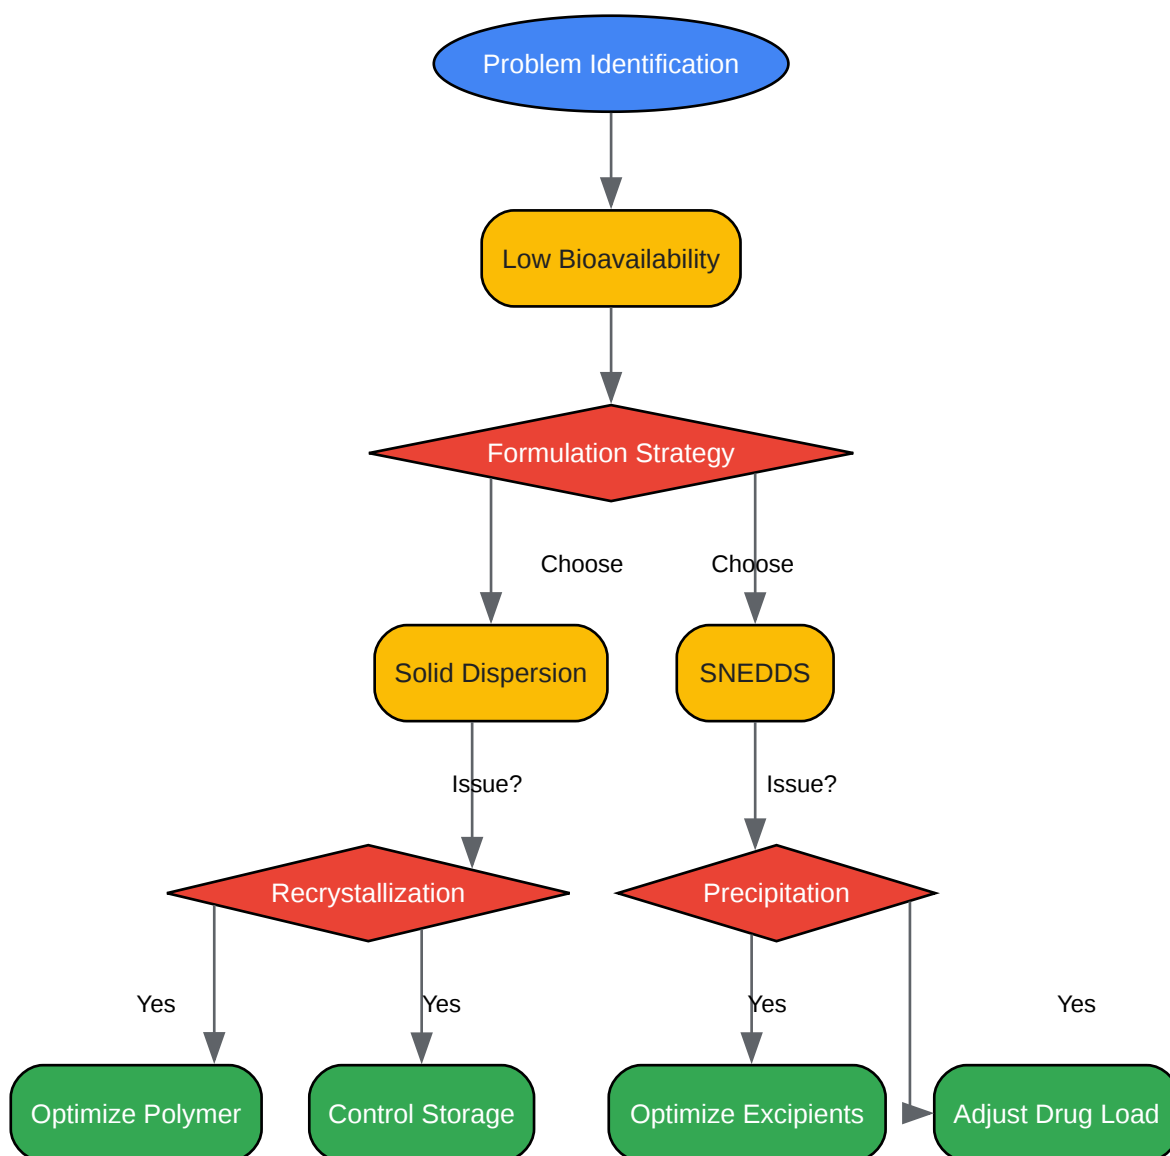 Problem Identification
Low Bioavailability
Formulation Strategy
Choose
Choose
Solid Dispersion
SNEDDS
Issue?
Issue?
Recrystallization
Precipitation
Yes
Yes
Yes
Yes
Optimize Polymer
Control Storage
Optimize Excipients
Adjust Drug Load